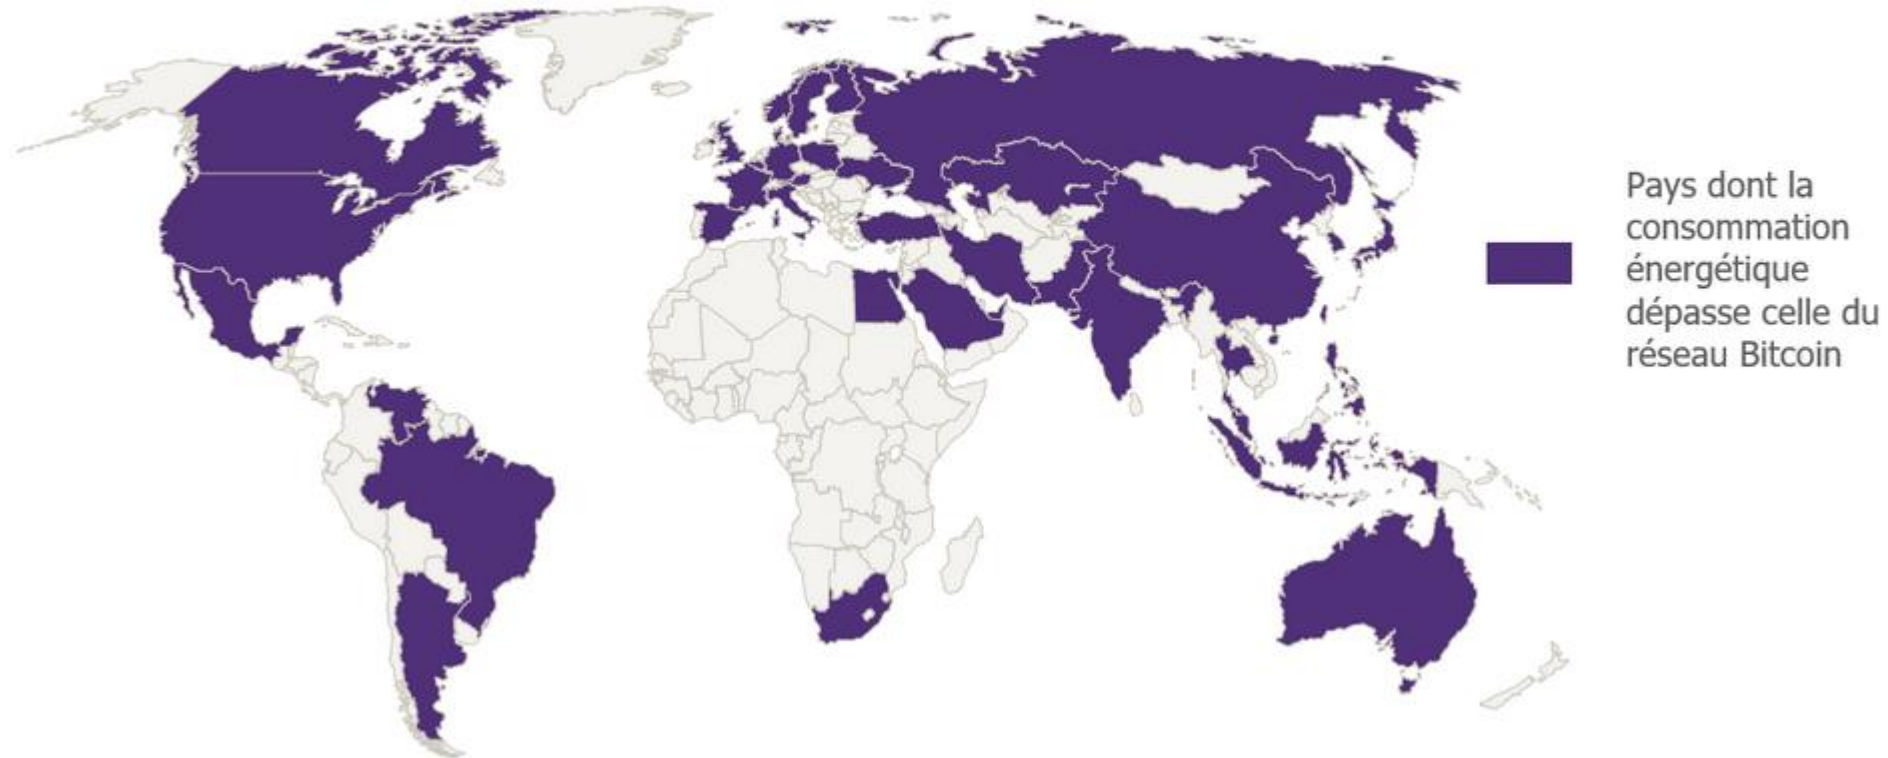 Pays dont la
consommation
énergétique
dépasse celle du
réseau Bitcoin